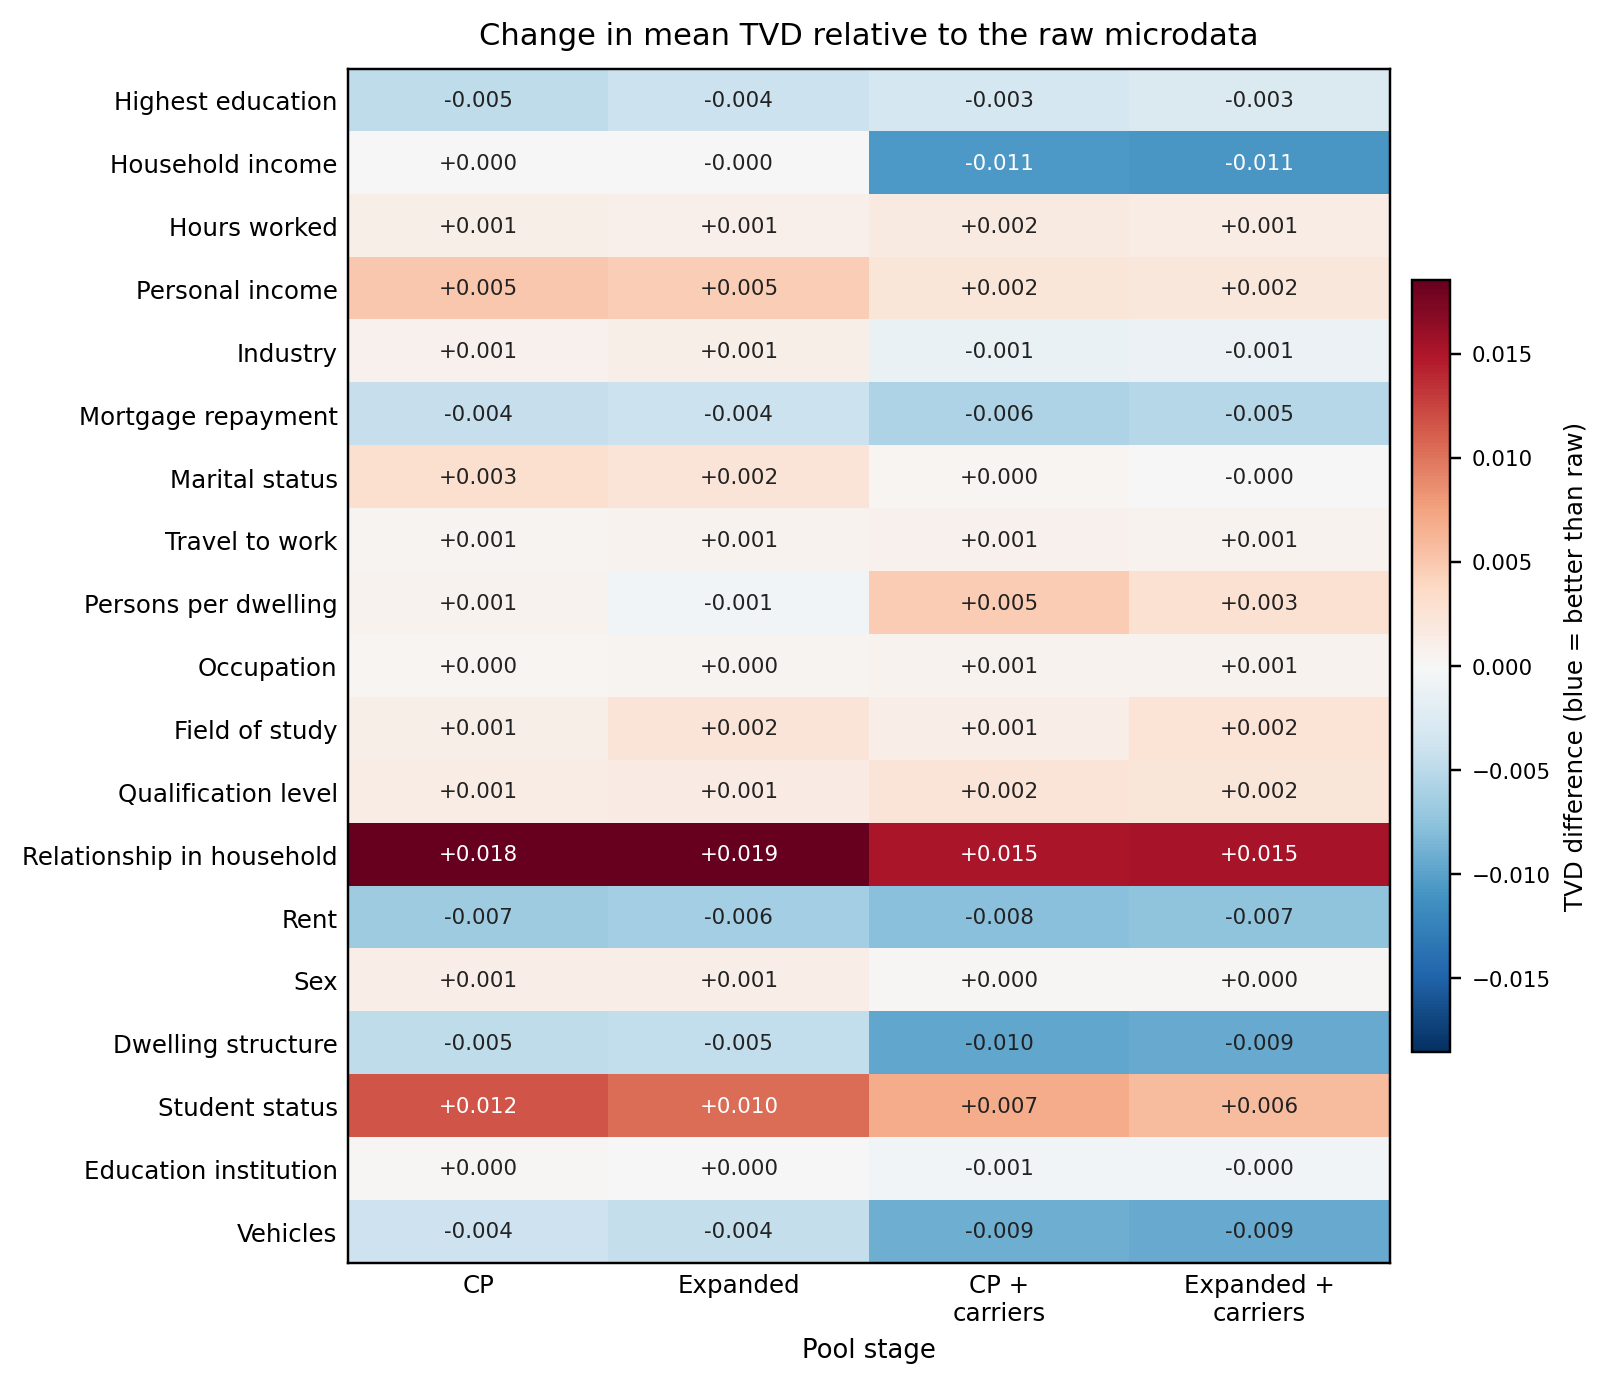 Change in mean TVD relative to the raw microdata
Highest education -0.005 -0.004 -0.003 -0.003
Household income +0.000 -0.000 -0.011 -0.011
Hours worked +0.001 +0.001 +0.002 +0.001
Personal income +0.005 +0.005 +0.002 +0.002
Industry +0.001 +0.001 -0.001 -0.001
Mortgage repayment -0.004 -0.004 -0.006 -0.005
Marital status +0.003 +0.002 +0.000 -0.000
Travel to work +0.001 +0.001 +0.001 +0.001
Persons per dwelling +0.001 -0.001 +0.005 +0.003
Occupation +0.000 +0.000 +0.001 +0.001
Field of study +0.001 +0.002 +0.001 +0.002
Qualification level +0.001 +0.001 +0.002 +0.002
Relationship in household +0.018 +0.019 +0.015 +0.015
Rent -0.007 -0.006 -0.008 -0.007
Sex +0.001 +0.001 +0.000 +0.000
Dwelling structure -0.005 -0.005 -0.010 -0.009
Student status +0.012 +0.010 +0.007 +0.006
Education institution +0.000 +0.000 -0.001 -0.000
Vehicles -0.004 -0.004 -0.009 -0.009
CP Expanded CP + Expanded +
carriers carriers
Pool stage
0.015
0.010
0.005
0.000
−0.005
−0.010
−0.015
TVD difference (blue = better than raw)